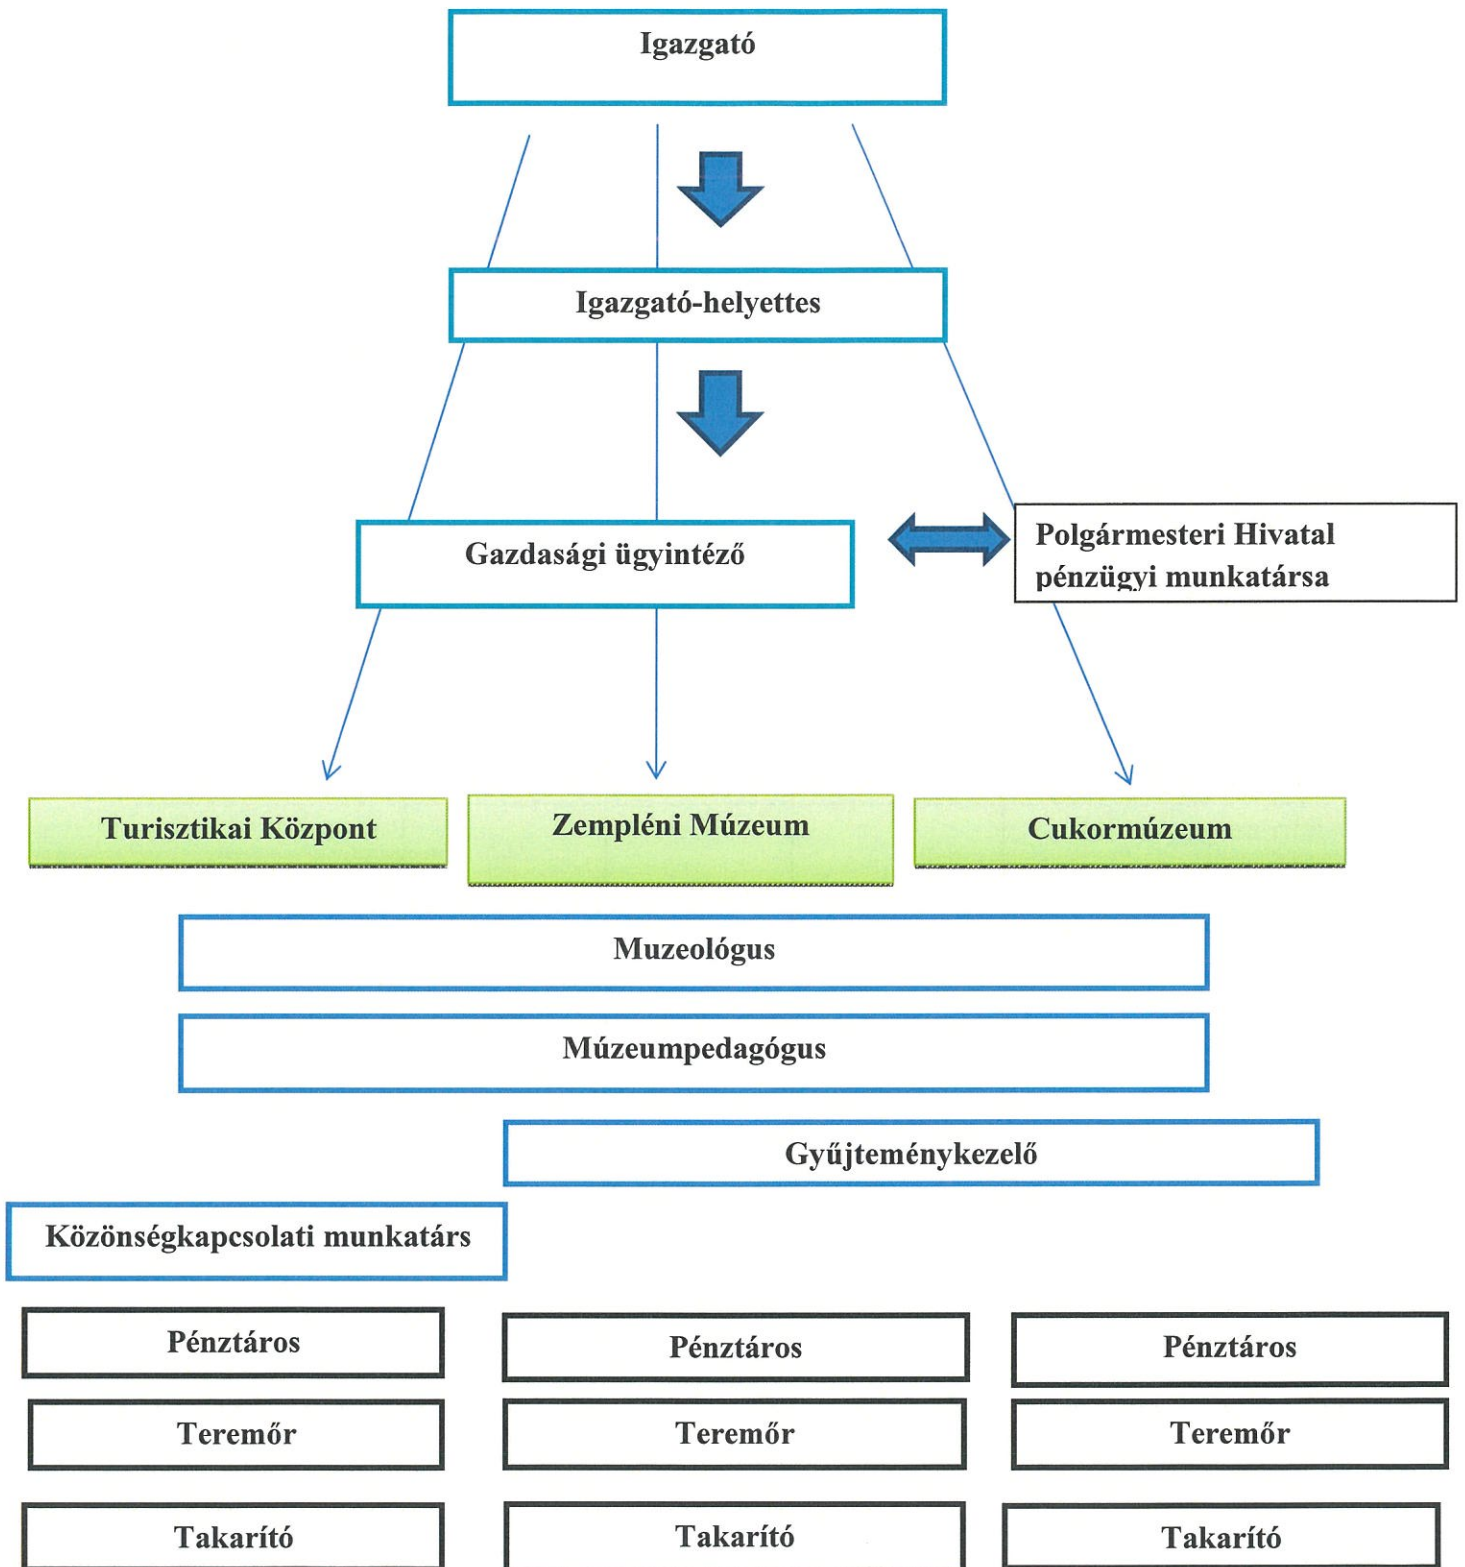 Igazgató
Igazgató-helyettes
Gazdasági ügyintéző
Polgármesteri Hivatal
pénzügyi munkatársa
Turisztikai Központ
Zempléni Múzeum
Cukormúzeum
Muzeológus
Múzeumpedagógus
Gyűjteménykezelő
Közönségkapcsolati munkatárs
Pénztáros
Pénztáros
Pénztáros
Teremőr
Teremőr
Teremőr
Takarító
Takarító
Takarító